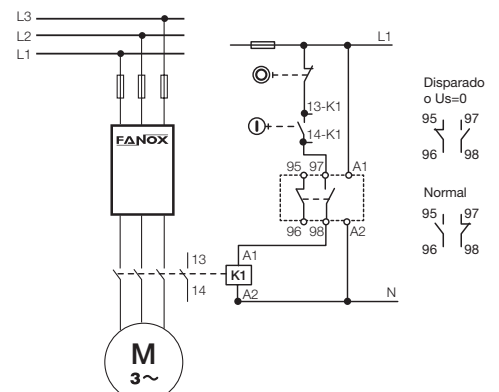 L3
L2
L1
FANOX
M
3~
13
14
L1
13-K1
14-K1
95 97 A1
96 98 A2
A1
K1
A2
N
Disparado
o Us=0
95 97
96 98
Normal
95 97
96 98